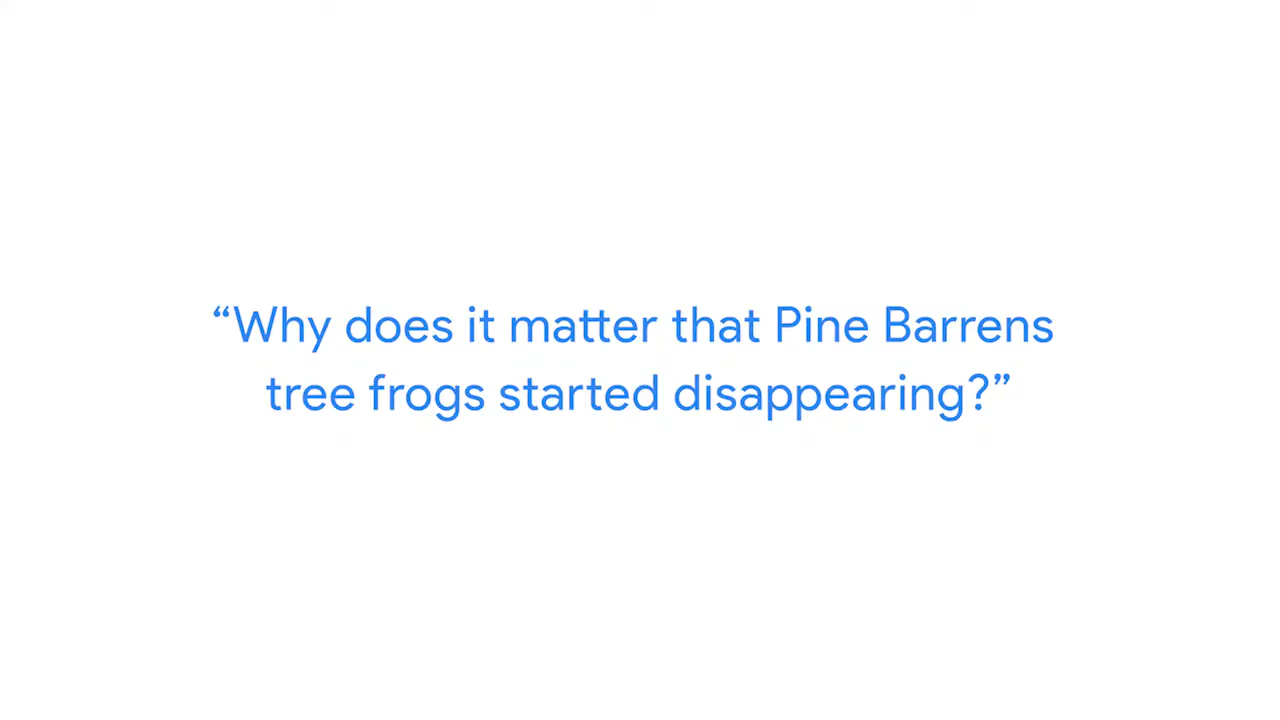 “Why does it matter that Pine Barrens
tree frogs started disappearing?”